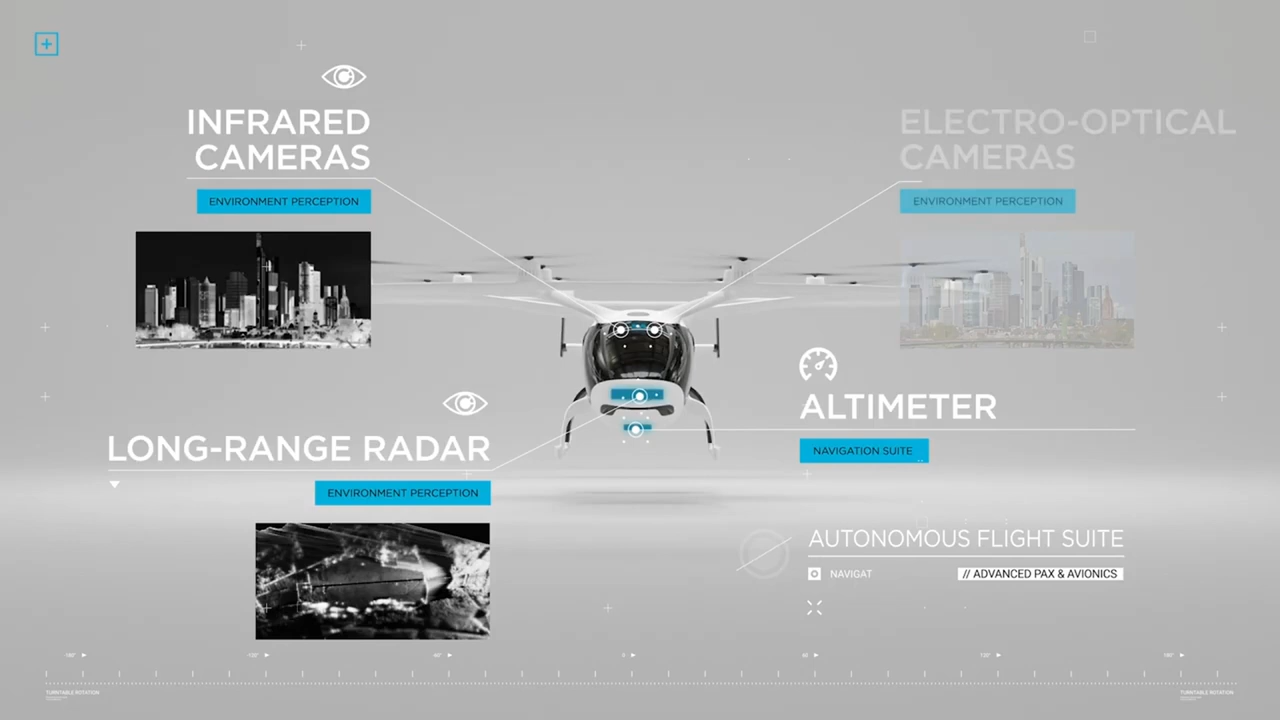 INFRARED
CAMERAS
ENVIRONMENT PERCEPTION
ELECTRO-OPTICAL
CAMERAS
ENVIRONMENT PERCEPTION
ALTIMETER
NAVIGATION SUITE
LONG-RANGE RADAR
ENVIRONMENT PERCEPTION
AUTONOMOUS FLIGHT SUITE
NAVIGAT
// ADVANCED PAX & AVIONICS
0
TURNTABLE ROTATION
TURNTABLE ROTATION